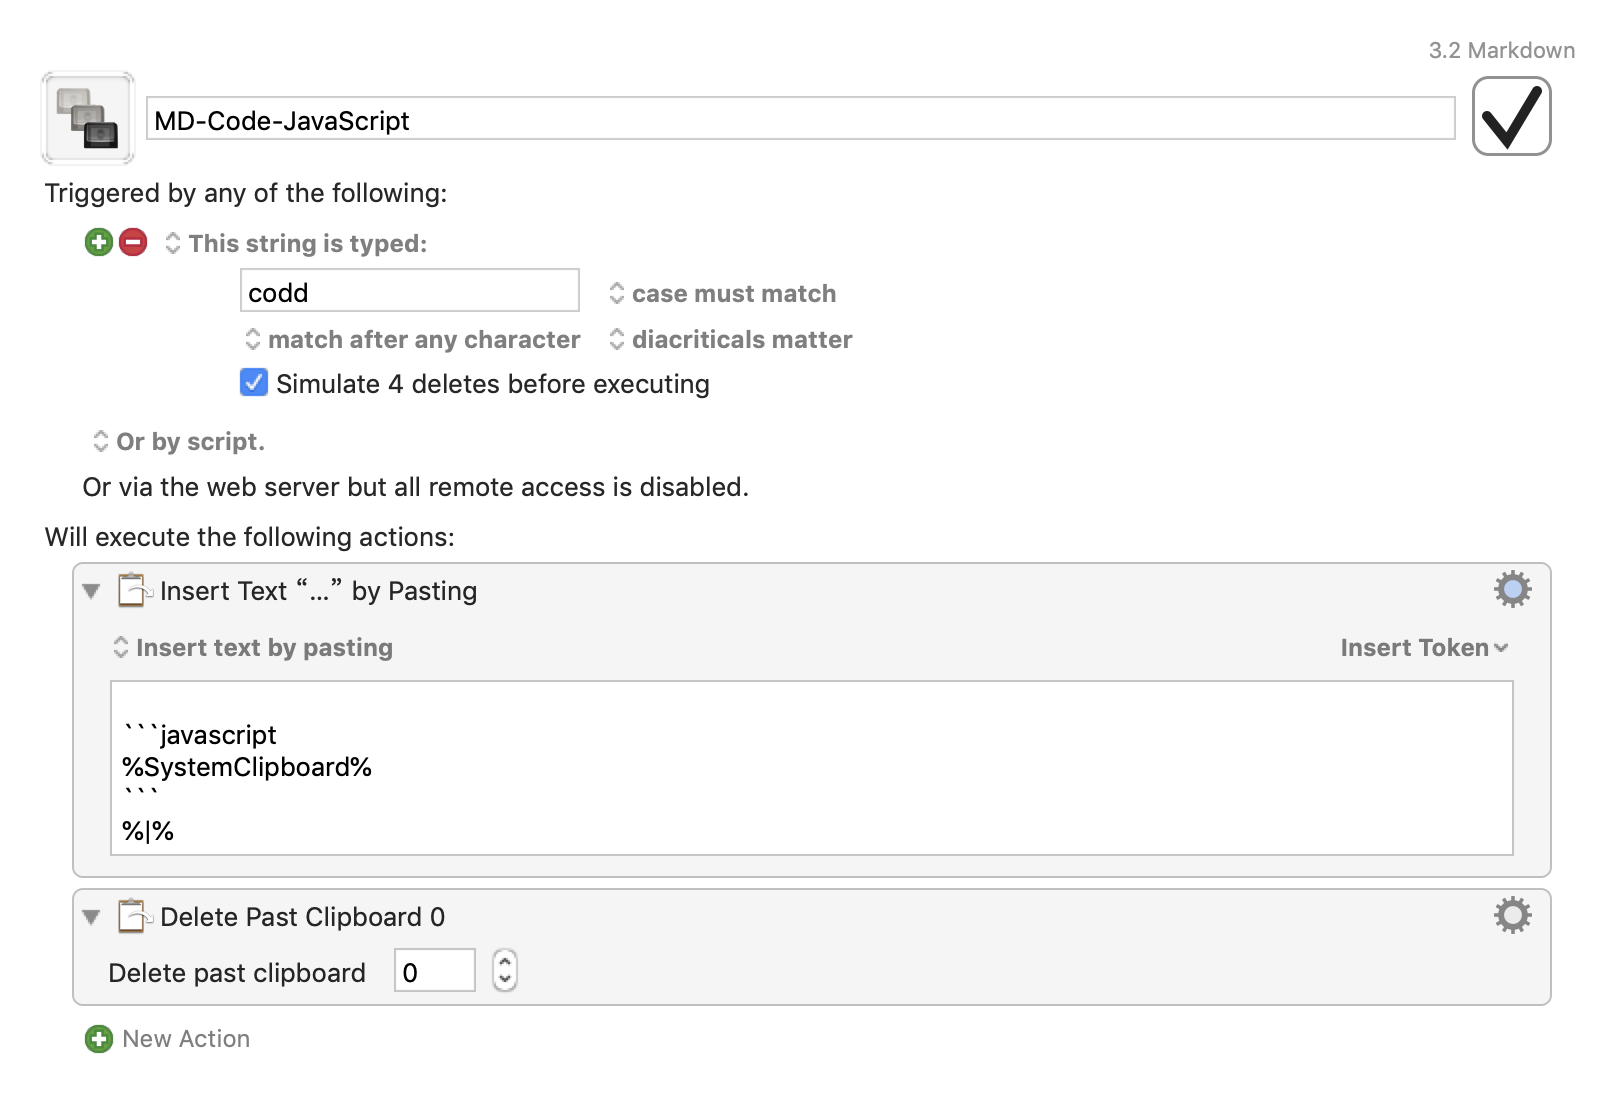 3.2 Markdown
MD-Code-JavaScript
Triggered by any of the following:
This string is typed:
codd case must match
match after any character diacriticals matter
Simulate 4 deletes before executing
Or by script.
Or via the web server but all remote access is disabled.
Will execute the following actions:
Insert Text “...” by Pasting
Insert text by pasting Insert Token
```javascript
%SystemClipboard%
```
%|%
Delete Past Clipboard 0
Delete past clipboard 0
New Action